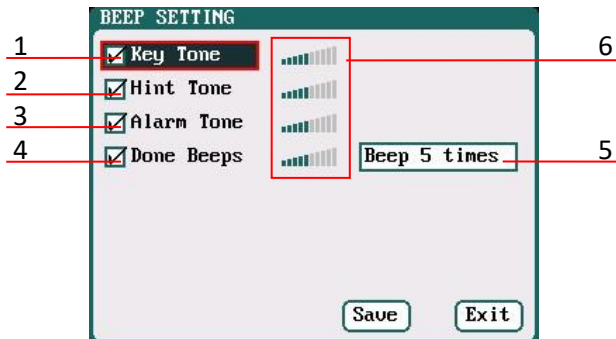 BEEP SETTING
1 Key Tone 6
2 Hint Tone
3 Alarm Tone
4 Done Beeps Beep 5 times 5
Save Exit